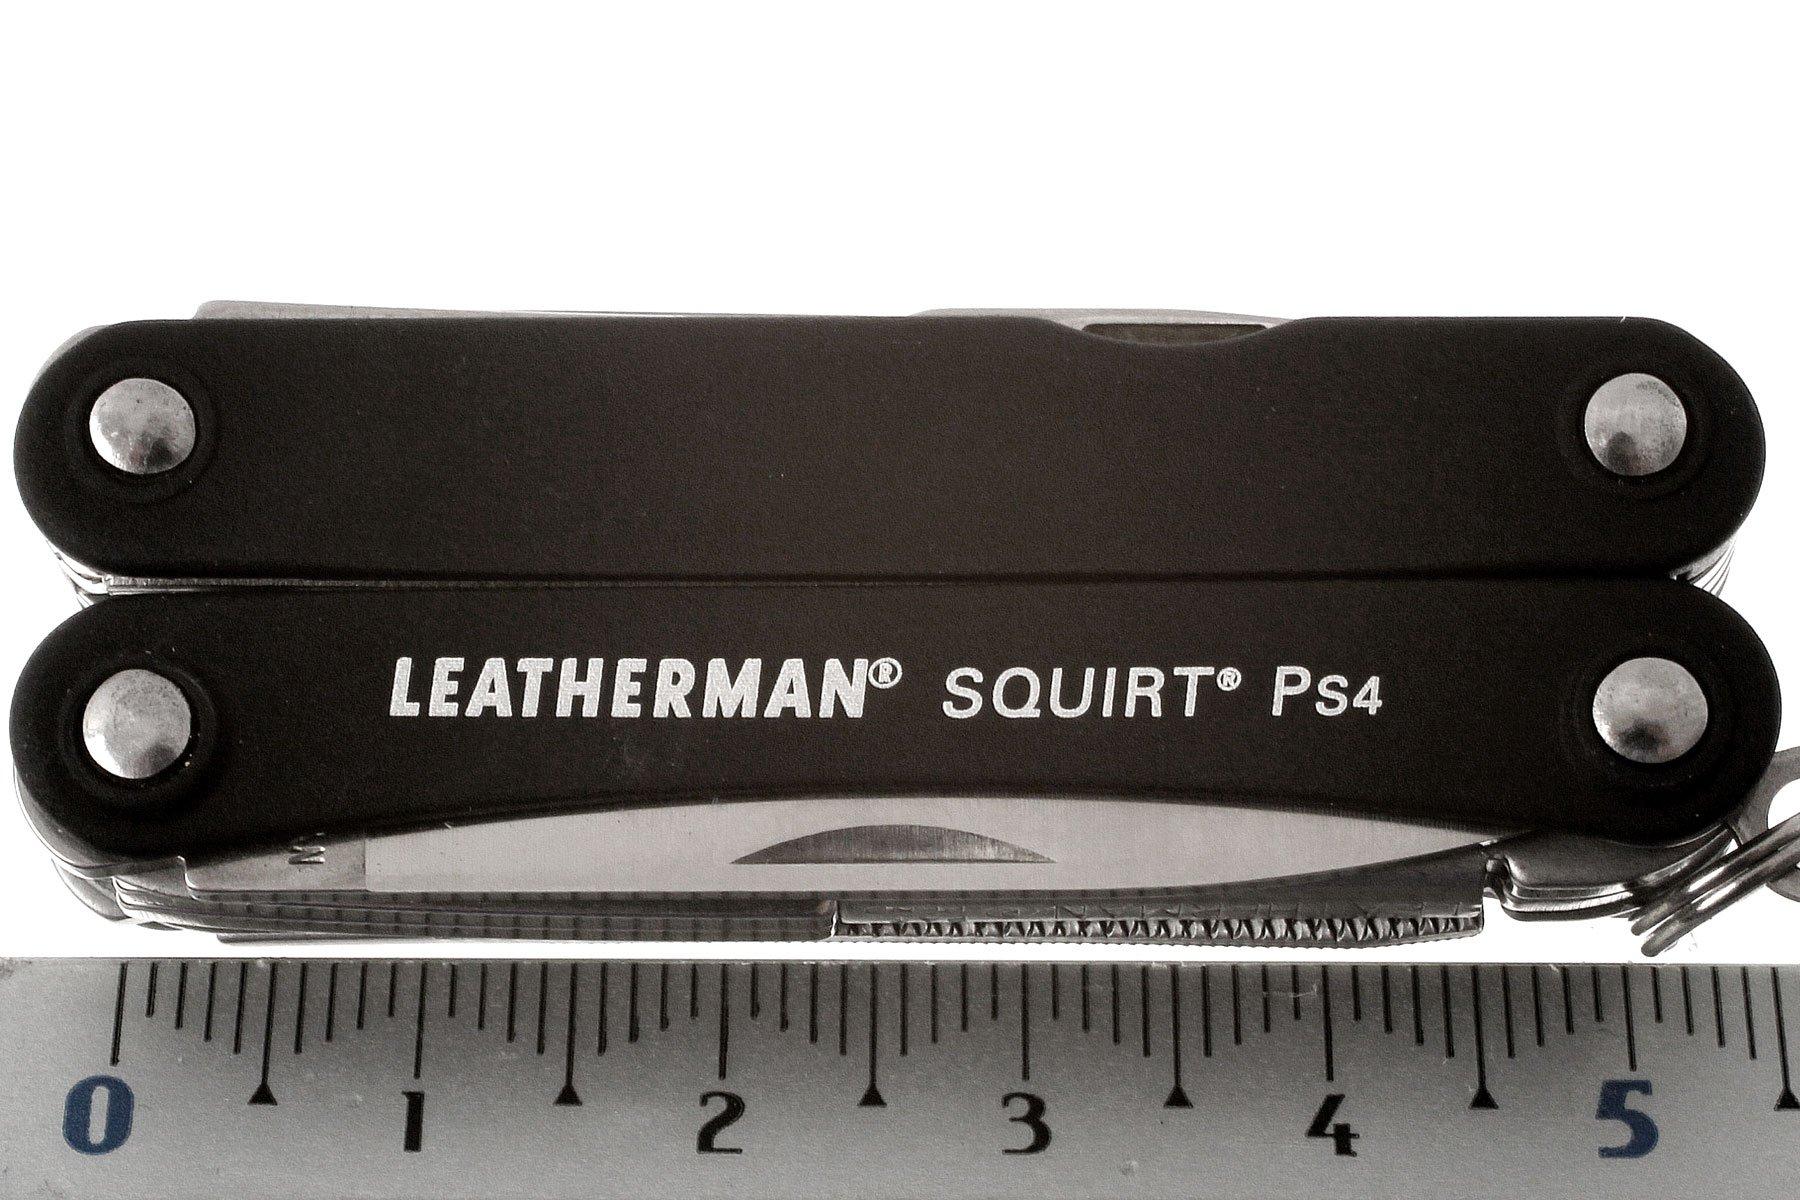 LEATHERMAN® SQUIRT® PS4
M
0 1 2 3 4 5